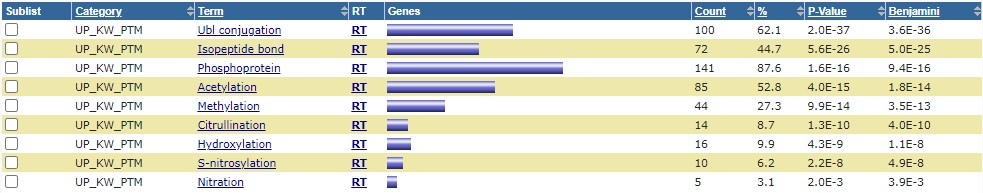 Sublist Category Term RT Genes Count % P-Value Benjamini
UP_KW_PTM Ubl conjugation RT 100 62.1 2.0E-37 3.6E-36
UP_KW_PTM Isopeptide bond RT 72 44.7 5.6E-26 5.0E-25
UP_KW_PTM Phosphoprotein RT 141 87.6 1.6E-16 9.4E-16
UP_KW_PTM Acetylation RT 85 52.8 4.0E-15 1.8E-14
UP_KW_PTM Methylation RT 44 27.3 9.9E-14 3.5E-13
UP_KW_PTM Citrullination RT 14 8.7 1.3E-10 4.0E-10
UP_KW_PTM Hydroxylation RT 16 9.9 4.3E-9 1.1E-8
UP_KW_PTM S-nitrosylation RT 10 6.2 2.2E-8 4.9E-8
UP_KW_PTM Nitration RT 5 3.1 2.0E-3 3.9E-3